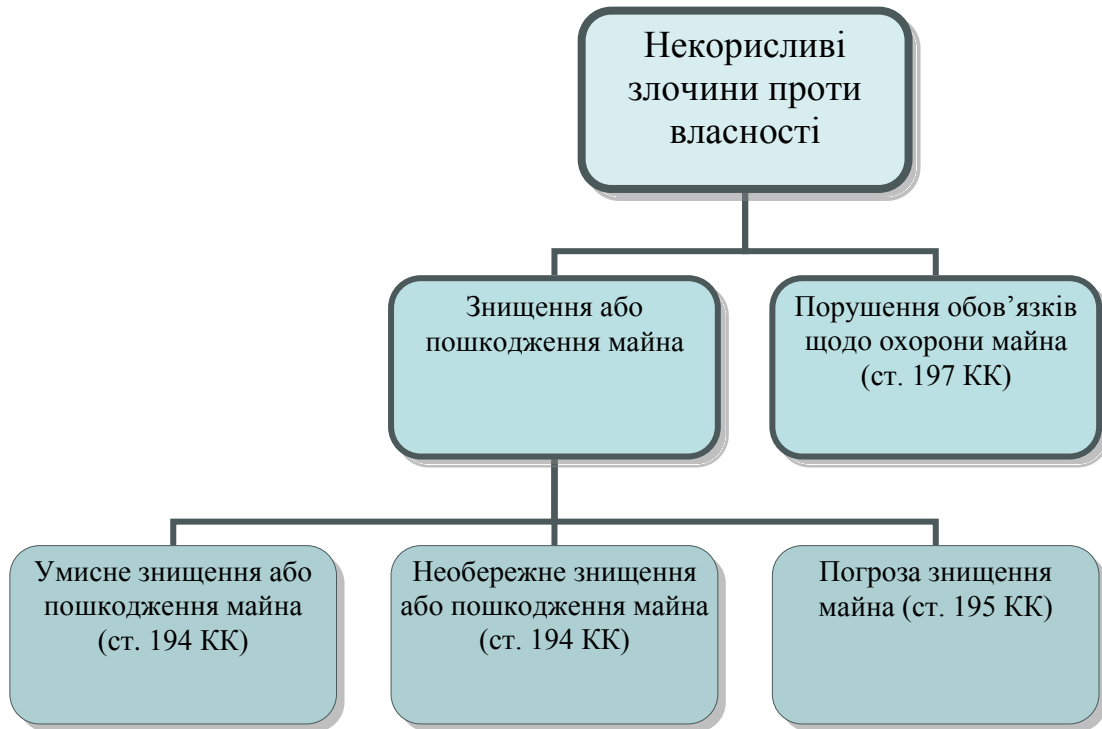 Некорисливі
злочини проти
власності
Знищення або
пошкодження майна
Порушення обов’язків
щодо охорони майна
(ст. 197 КК)
Умисне знищення або
пошкодження майна
(ст. 194 КК)
Необережне знищення
або пошкодження майна
(ст. 194 КК)
Погроза знищення
майна (ст. 195 КК)